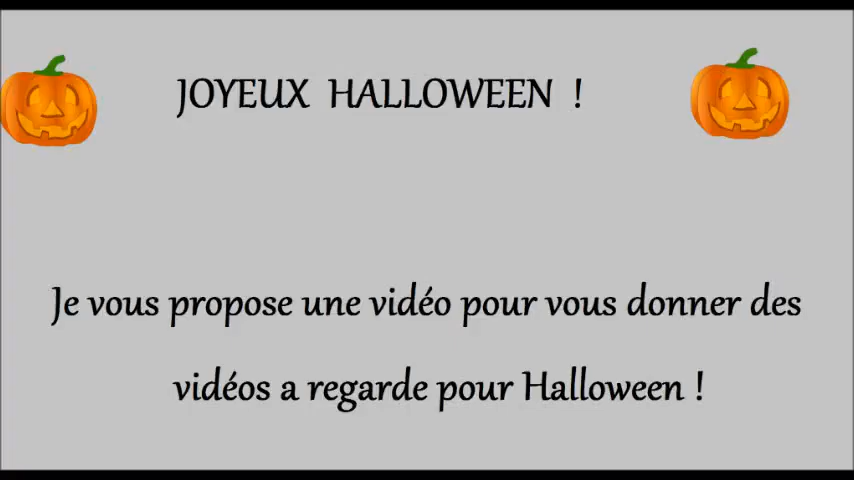 JOYEUX HALLOWEEN !
Je vous propose une vidéo pour vous donner des
vidéos a regarde pour Halloween !